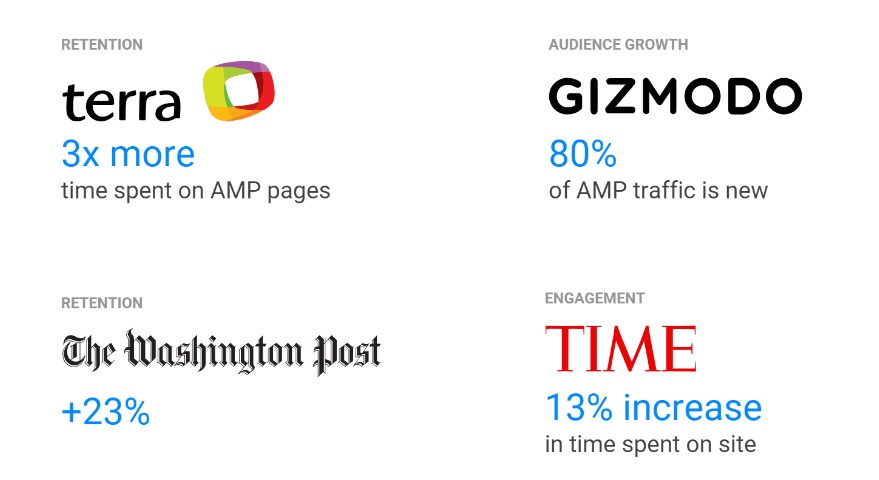 RETENTION
terra
3x more
time spent on AMP pages
AUDIENCE GROWTH
GIZMODO
80%
of AMP traffic is new
RETENTION
The Washington Post
+23%
ENGAGEMENT
TIME
13% increase
in time spent on site